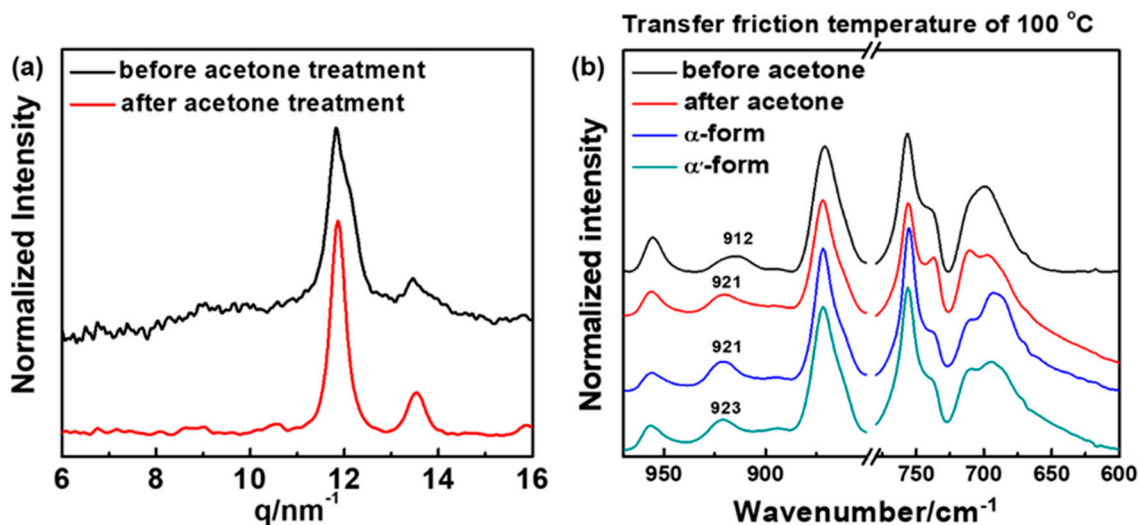 Transfer friction temperature of 100 °C
(a)
before acetone treatment
after acetone treatment
Normalized Intensity
6 8 10 12 14 16
q/nm⁻¹
(b)
before acetone
after acetone
α-form
α′-form
912
921
921
923
Normalized intensity
950 900 750 700 650 600
Wavenumber/cm⁻¹